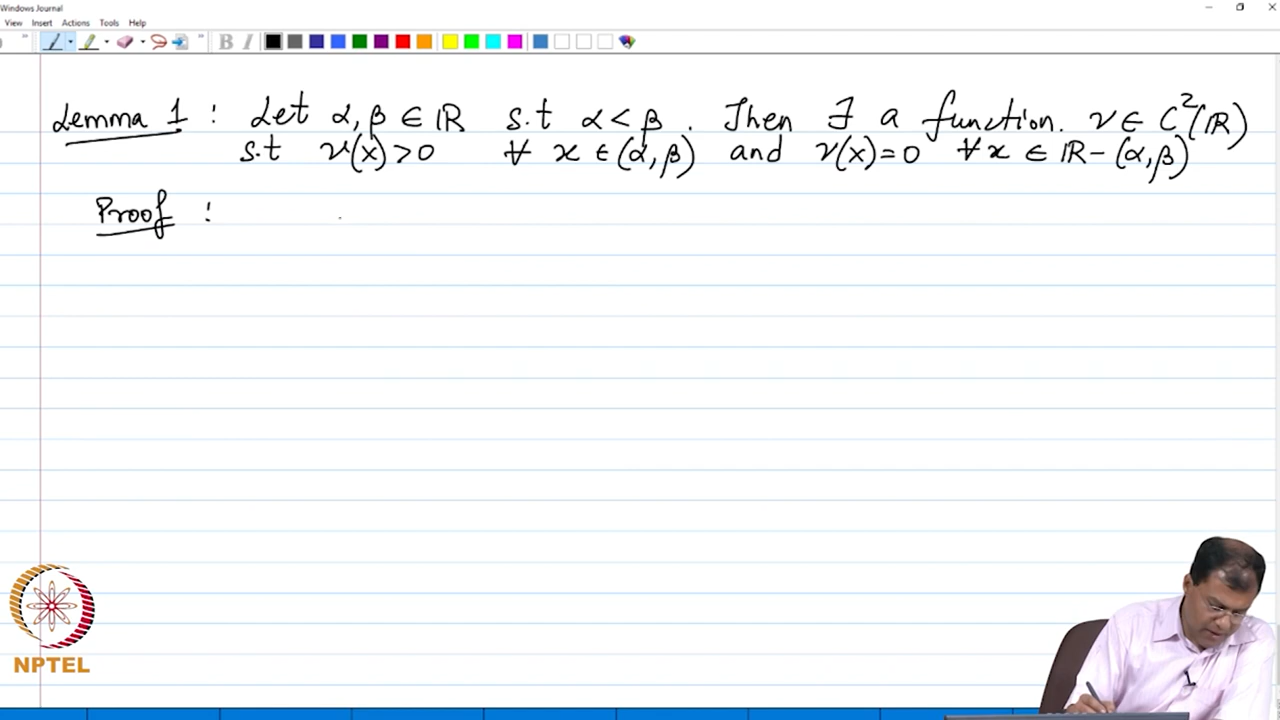 Windows Journal
View Insert Actions Tools Help
B I
Lemma 1 : Let α, β ∈ ℝ s.t α < β . Then ∃ a function. v ∈ C²(ℝ)
s.t v(x) > 0 ∀ x ∈ (α, β) and v(x) = 0 ∀ x ∈ ℝ - (α, β)
Proof :
NPTEL